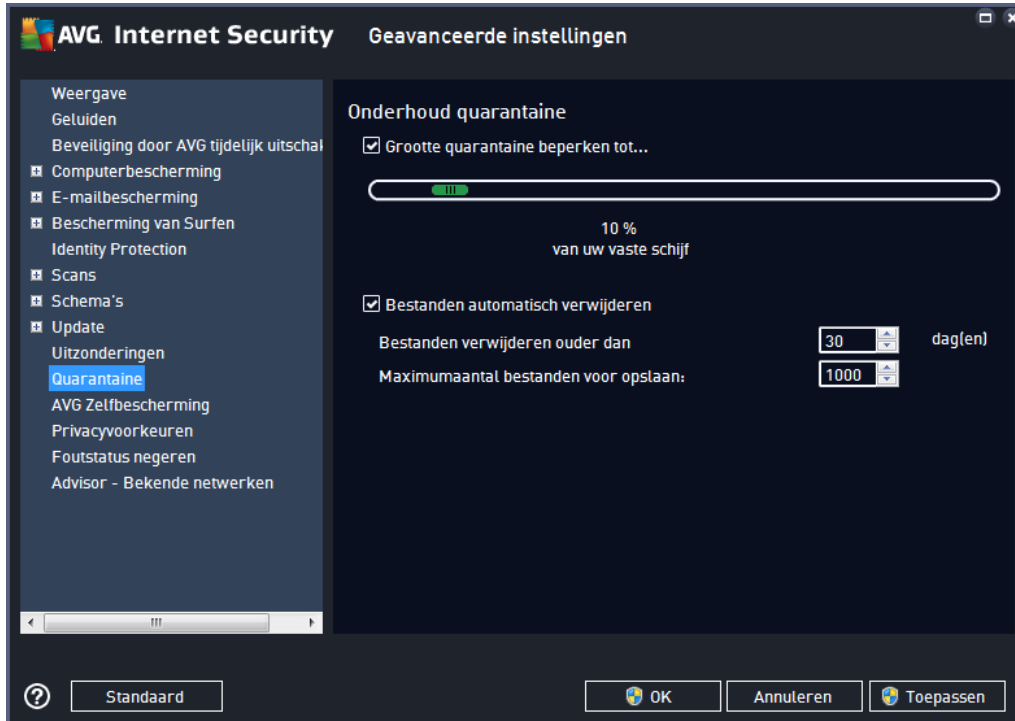 AVG. Internet Security
Geavanceerde instellingen
Weergave
Geluiden
Beveiliging door AVG tijdelijk uitschak
Computerbescherming
E-mailbescherming
Bescherming van Surfen
Identity Protection
Scans
Schema's
Update
Uitzonderingen
Quarantaine
AVG Zelfbescherming
Privacyvoorkeuren
Foutstatus negeren
Advisor - Bekende netwerken
Onderhoud quarantaine
Grootte quarantaine beperken tot...
10 %
van uw vaste schijf
Bestanden automatisch verwijderen
Bestanden verwijderen ouder dan 30 dag(en)
Maximumaantal bestanden voor opslaan: 1000
? Standaard OK Annuleren Toepassen